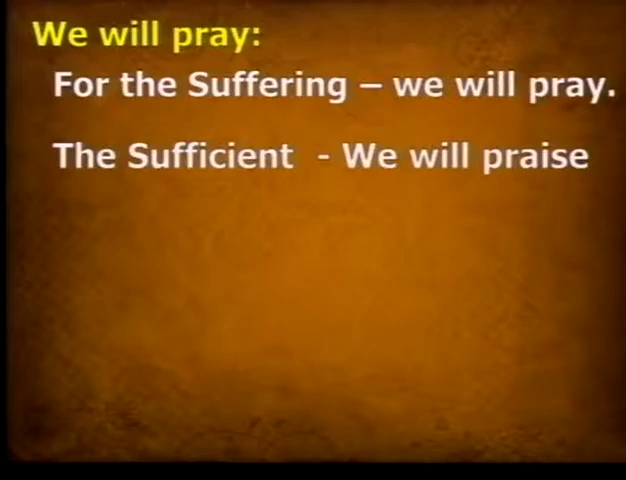 We will pray:
For the Suffering – we will pray.
The Sufficient - We will praise